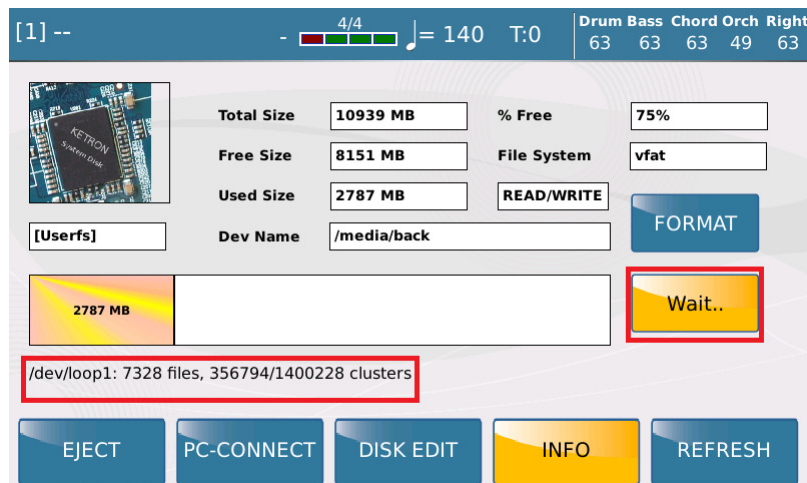 [1] --
- 4/4 = 140 T:0
Drum Bass Chord Orch Right
63 63 63 49 63
KETRON
System Disk
Total Size 10939 MB % Free 75%
Free Size 8151 MB File System vfat
Used Size 2787 MB READ/WRITE
FORMAT
[Userfs] Dev Name /media/back
2787 MB
Wait..
/dev/loop1: 7328 files, 356794/1400228 clusters
EJECT PC-CONNECT DISK EDIT INFO REFRESH